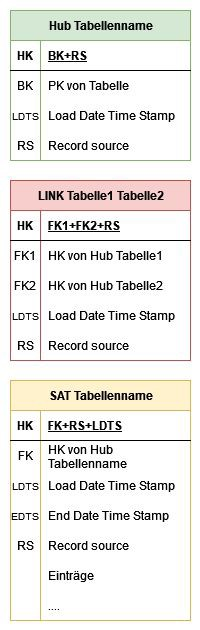 Hub Tabellenname
HK BK+RS
BK PK von Tabelle
LDTS Load Date Time Stamp
RS Record source
LINK Tabelle1 Tabelle2
HK FK1+FK2+RS
FK1 HK von Hub Tabelle1
FK2 HK von Hub Tabelle2
LDTS Load Date Time Stamp
RS Record source
SAT Tabellenname
HK FK+RS+LDTS
FK HK von Hub
Tabellenname
LDTS Load Date Time Stamp
EDTS End Date Time Stamp
RS Record source
Einträge
....